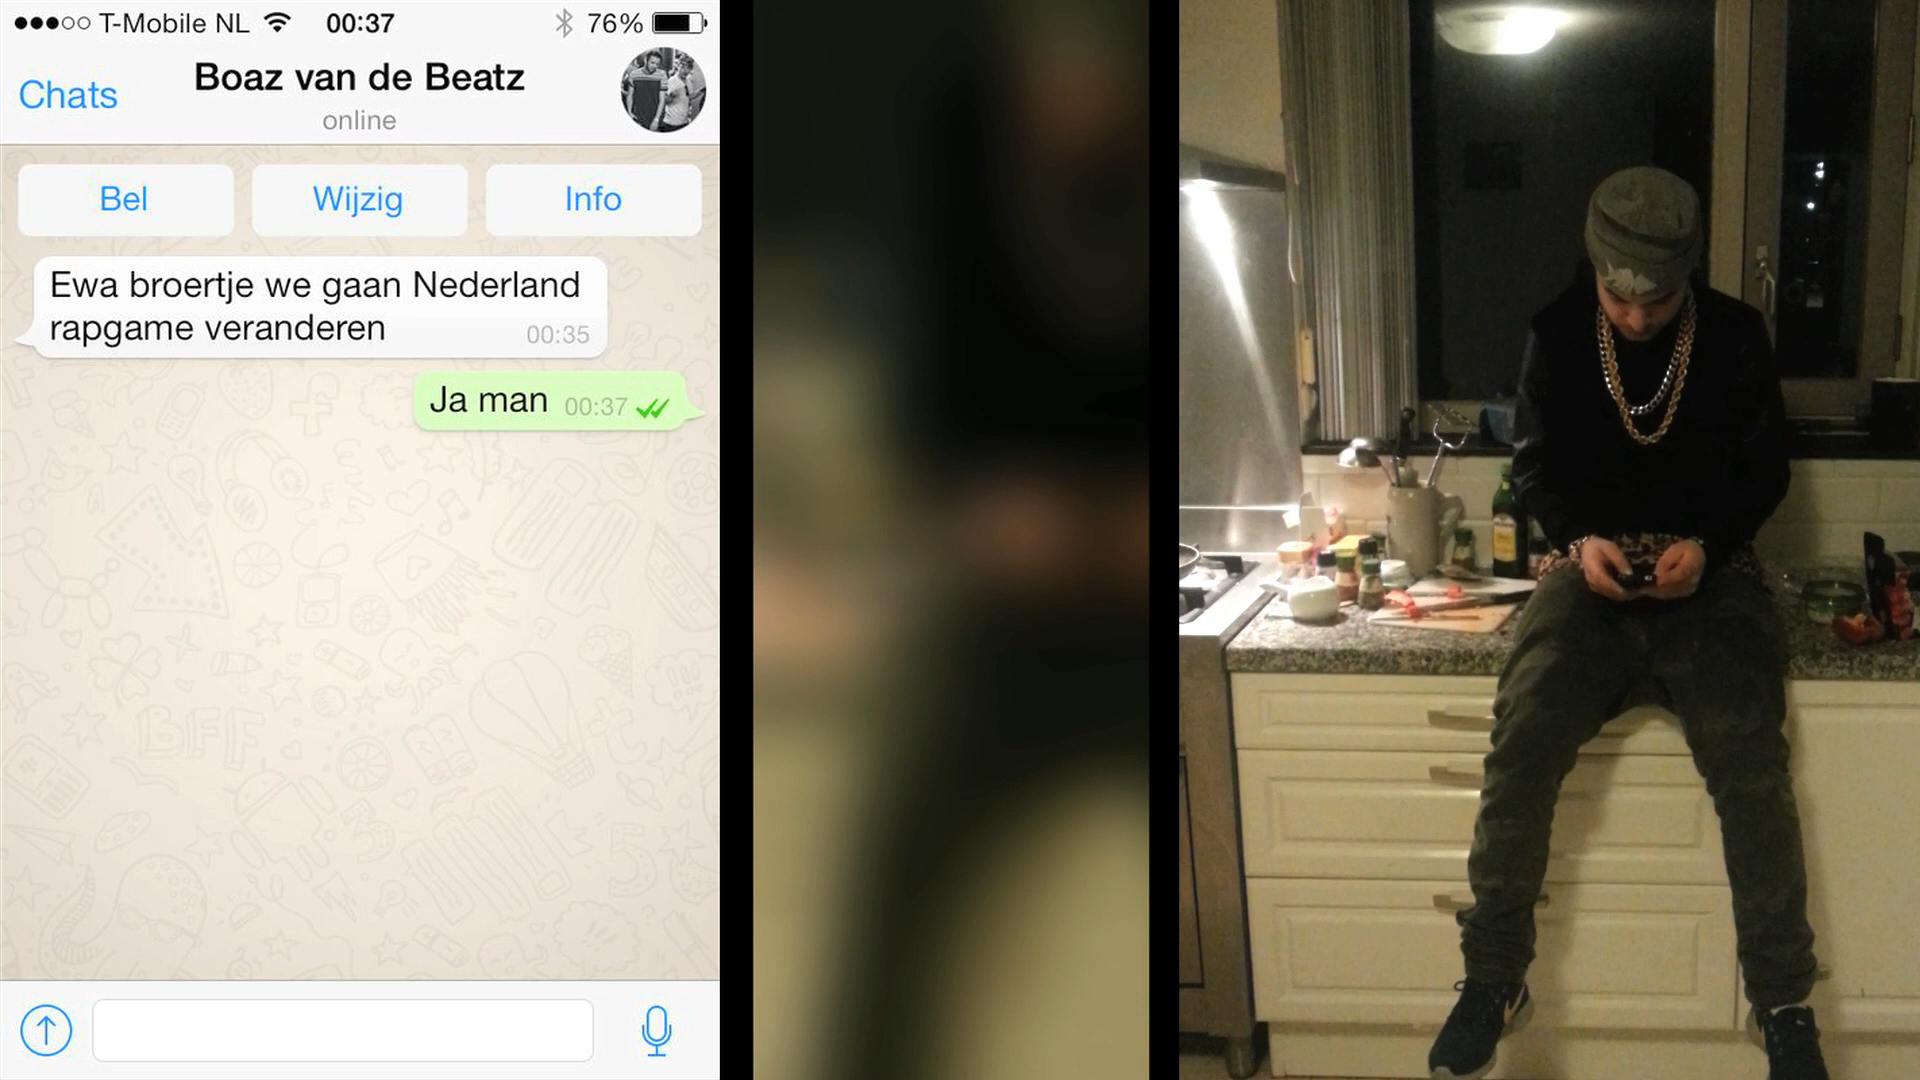 T-Mobile NL 00:37 76%
Chats Boaz van de Beatz
online
Bel Wijzig Info
Ewa broertje we gaan Nederland
rapgame veranderen 00:35
Ja man 00:37
BFF